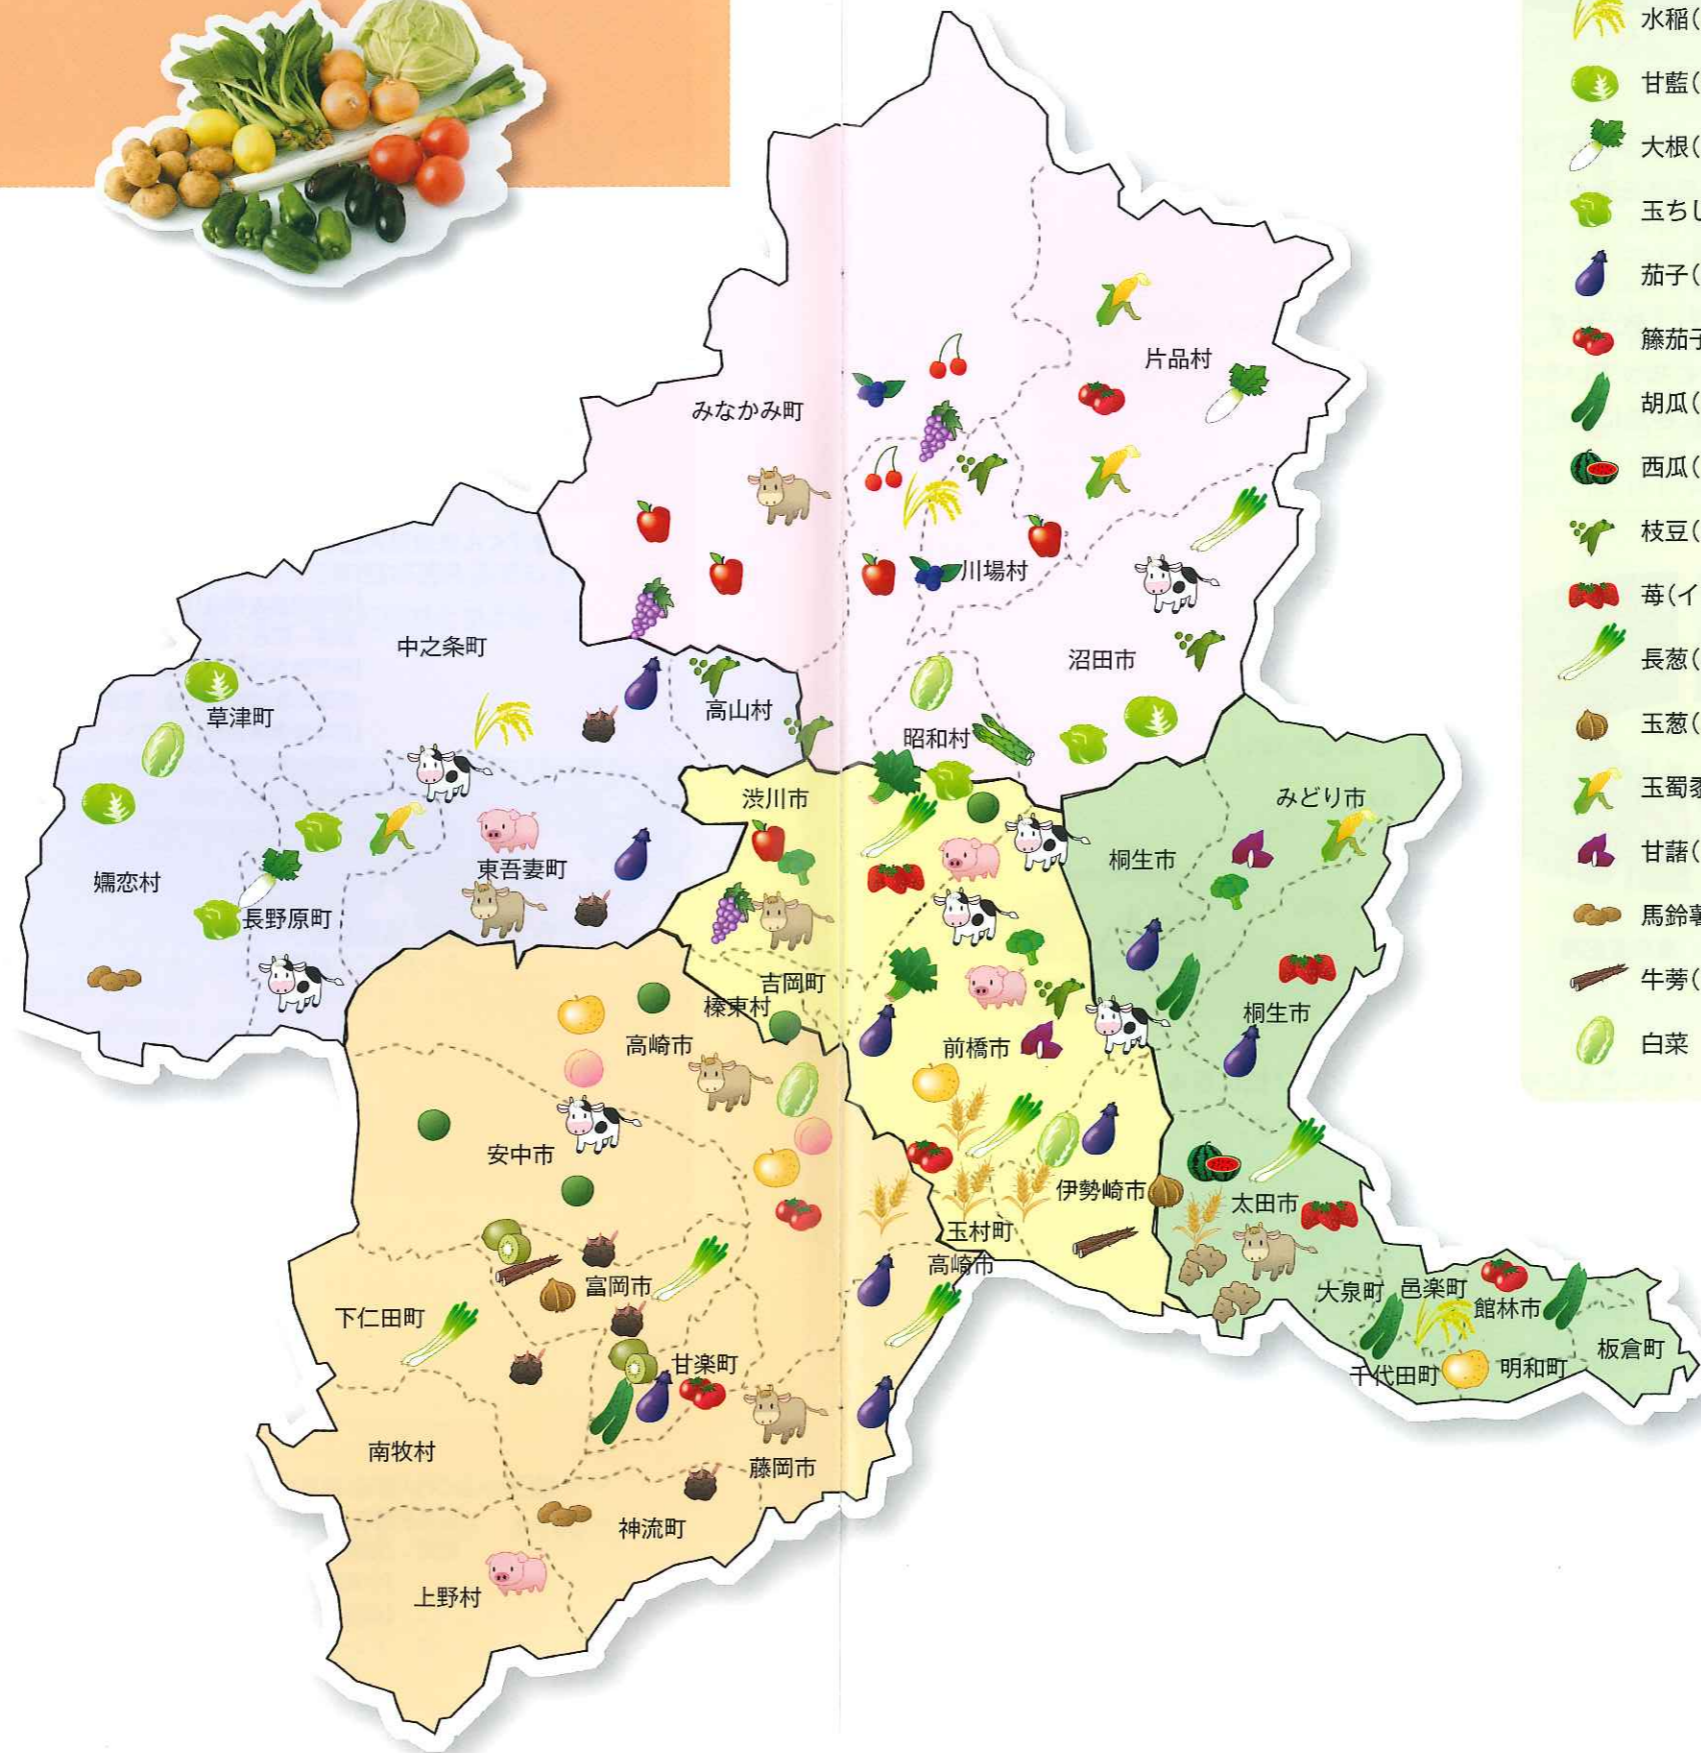 水稲(
甘藍(
大根(
玉ちし
茄子(
籐茄子
胡瓜(
西瓜(
枝豆(
苺(イ
長葱(
玉葱(
玉蜀黍
甘藷(
馬鈴薯
牛蒡(
白菜
みなかみ町
片品村
川場村
沼田市
昭和村
中之条町
草津町
高山村
嬬恋村
長野原町
東吾妻町
渋川市
吉岡町
榛東村
前橋市
伊勢崎市
玉村町
高崎市
高崎市
安中市
富岡市
下仁田町
甘楽町
南牧村
藤岡市
神流町
上野村
みどり市
桐生市
桐生市
太田市
大泉町
邑楽町
館林市
板倉町
千代田町
明和町